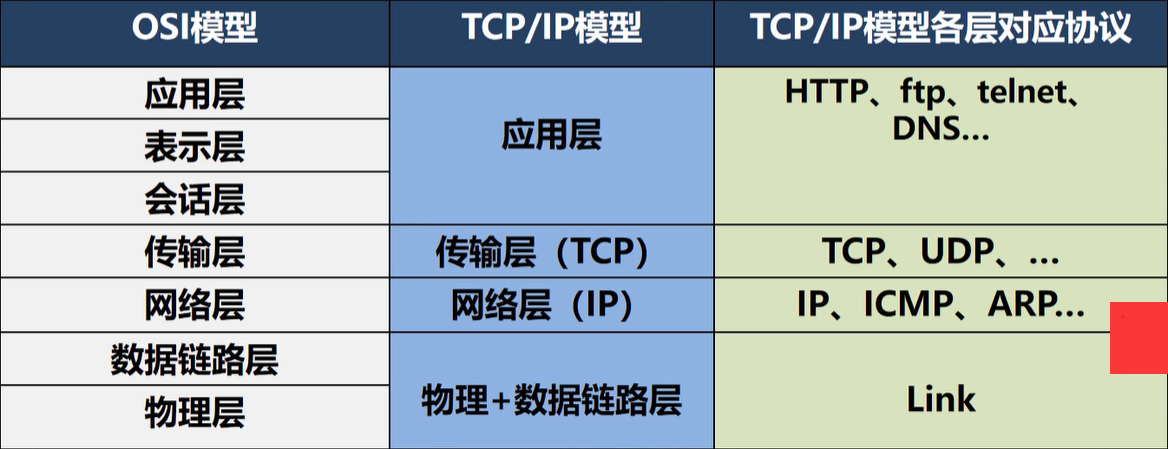 OSI模型
TCP/IP模型
TCP/IP模型各层对应协议
应用层
表示层
会话层
应用层
HTTP、ftp、telnet、
DNS...
传输层
传输层（TCP）
TCP、UDP、...
网络层
网络层（IP）
IP、ICMP、ARP...
数据链路层
物理层
物理+数据链路层
Link